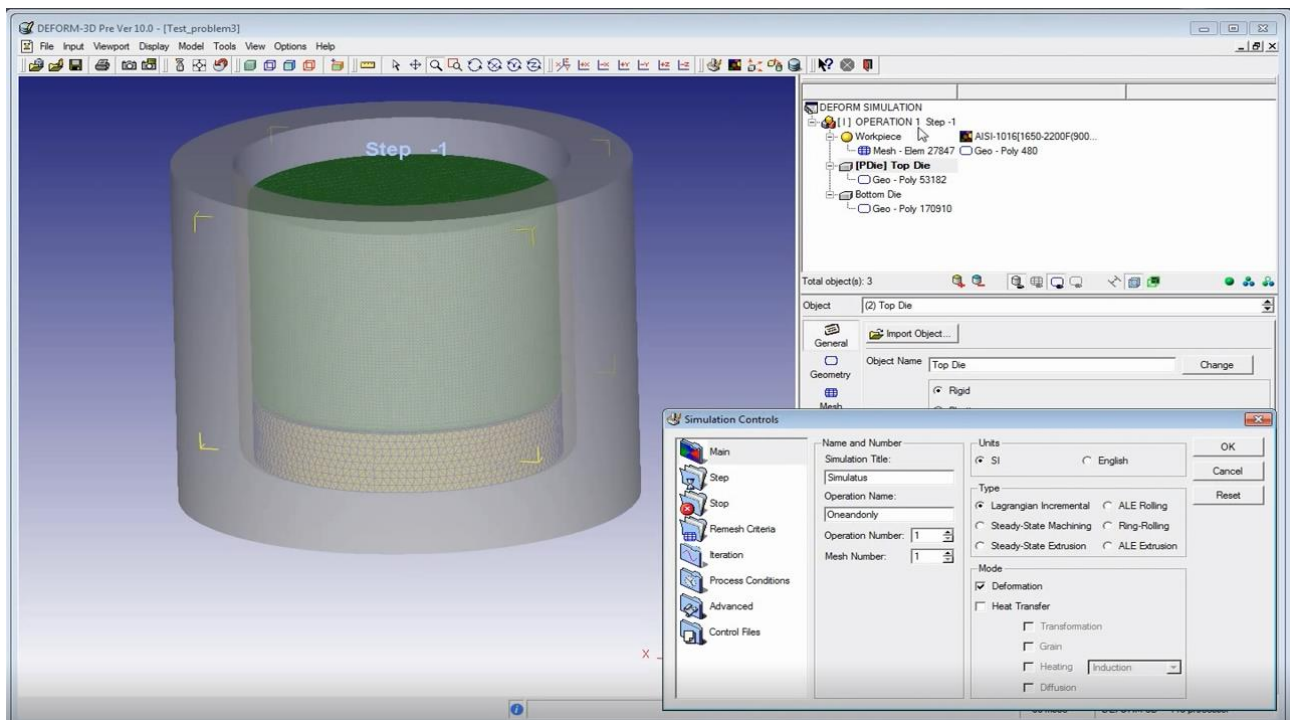 DEFORM-3D Pre Ver 10.0 - [Test_problem3]
File Input Viewport Display Model Tools View Options Help
Step -1
DEFORM SIMULATION
[1] OPERATION 1 Step -1
Workpiece AISI-1016[1650-2200F(900...
Mesh - Elem 27847 Geo - Poly 480
[PDie] Top Die
Geo - Poly 53182
Bottom Die
Geo - Poly 170910
Total object(s): 3
Object (2) Top Die
General
Import Object...
Geometry
Object Name Top Die Change
Mesh
Rigid
Simulation Controls
Main
Step
Stop
Remesh Criteria
Iteration
Process Conditions
Advanced
Control Files
Name and Number
Simulation Title:
Simulatus
Operation Name:
Oneandonly
Operation Number: 1
Mesh Number: 1
Units
SI English
Type
Lagrangian Incremental ALE Rolling
Steady-State Machining Ring-Rolling
Steady-State Extrusion ALE Extrusion
Mode
Deformation
Heat Transfer
Transformation
Grain
Heating Induction
Diffusion
OK
Cancel
Reset
X